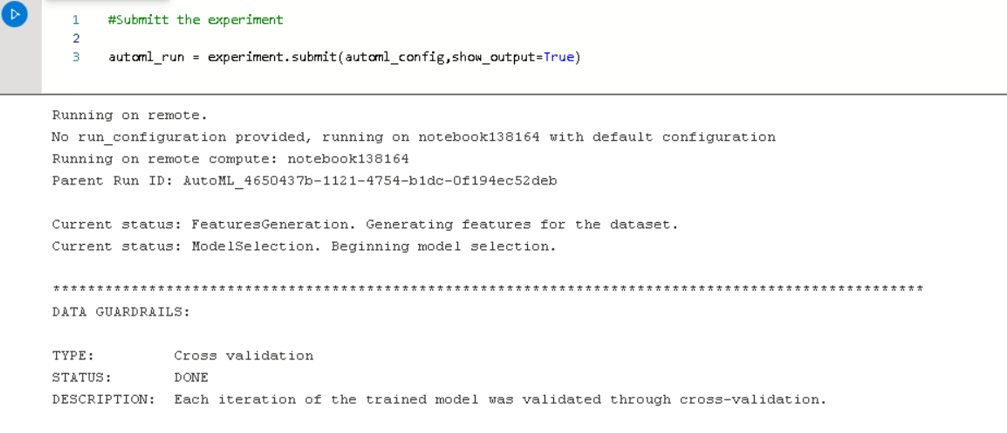 1 #Submitt the experiment
2
3 automl_run = experiment.submit(automl_config,show_output=True)
Running on remote.
No run_configuration provided, running on notebook138164 with default configuration
Running on remote compute: notebook138164
Parent Run ID: AutoML_4650437b-1121-4754-b1dc-0f194ec52deb
Current status: FeaturesGeneration. Generating features for the dataset.
Current status: ModelSelection. Beginning model selection.
****************************************************************************************************
DATA GUARDRAILS:
TYPE: Cross validation
STATUS: DONE
DESCRIPTION: Each iteration of the trained model was validated through cross-validation.